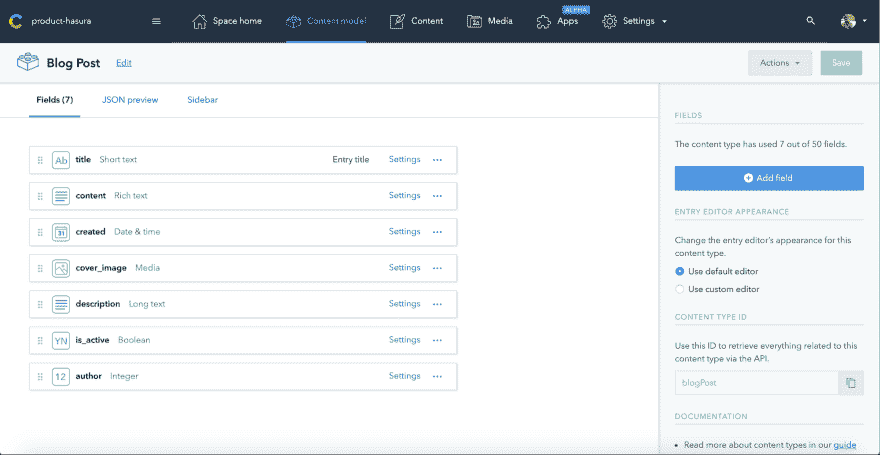 product-hasura
Space home
Content model
Content
Media
Apps
ALPHA
Settings
Blog Post
Edit
Actions
Save
Fields (7)
JSON preview
Sidebar
Ab title Short text Entry title Settings
content Rich text Settings
31 created Date & time Settings
cover_image Media Settings
description Long text Settings
YN is_active Boolean Settings
12 author Integer Settings
FIELDS
The content type has used 7 out of 50 fields.
Add field
ENTRY EDITOR APPEARANCE
Change the entry editor's appearance for this
content type.
Use default editor
Use custom editor
CONTENT TYPE ID
Use this ID to retrieve everything related to this
content type via the API.
blogPost
DOCUMENTATION
• Read more about content types in our guide